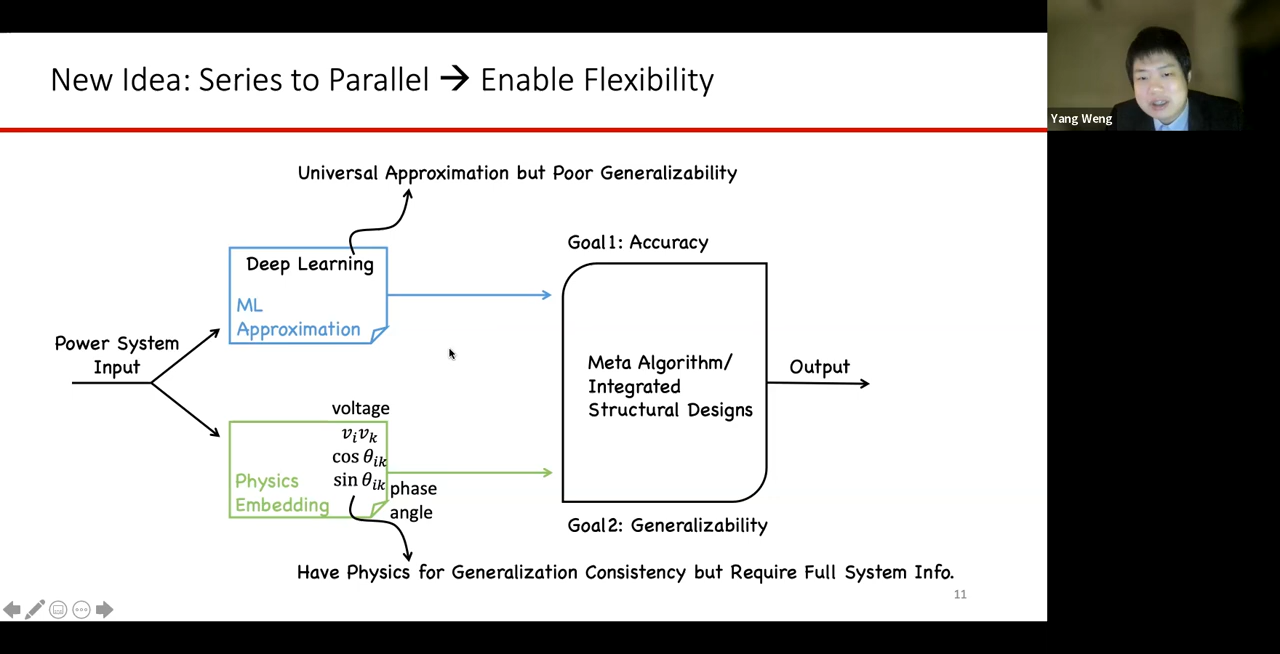 New Idea: Series to Parallel → Enable Flexibility
Yang Weng
Universal Approximation but Poor Generalizability
Deep Learning
ML
Approximation
Power System
Input
voltage
v_i v_k
cos θ_ik
sin θ_ik
phase
angle
Physics
Embedding
Goal1: Accuracy
Meta Algorithm/
Integrated
Structural Designs
Goal2: Generalizability
Output
Have Physics for Generalization Consistency but Require Full System Info.
11